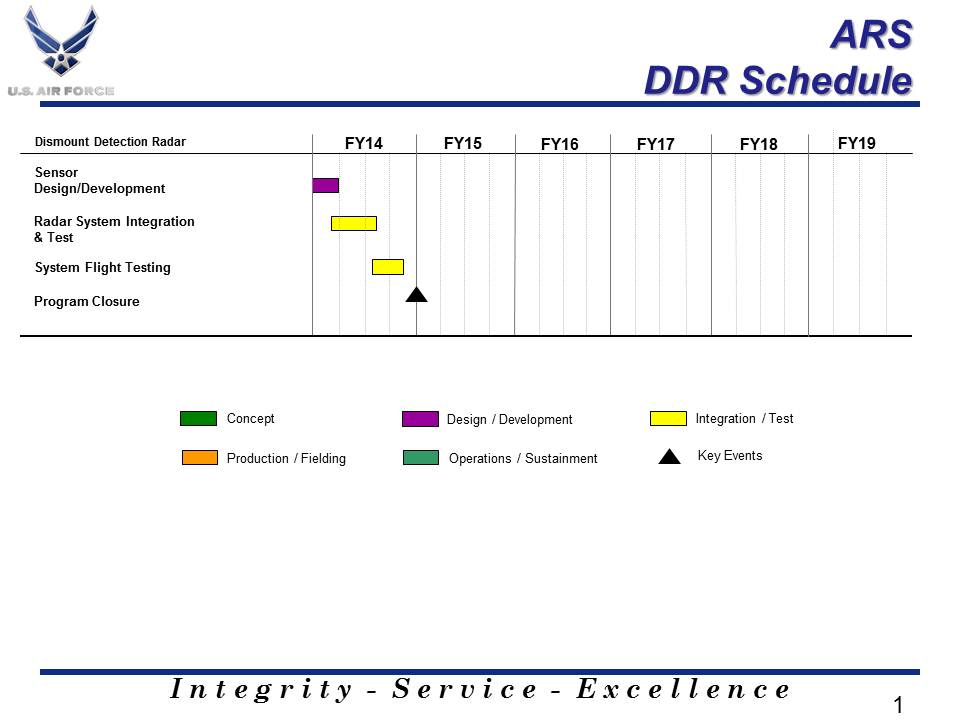 U.S. AIR FORCE
ARS
DDR Schedule
Dismount Detection Radar FY14 FY15 FY16 FY17 FY18 FY19
Sensor
Design/Development
Radar System Integration
& Test
System Flight Testing
Program Closure
Concept Design / Development Integration / Test
Production / Fielding Operations / Sustainment Key Events
Integrity - Service - Excellence
1